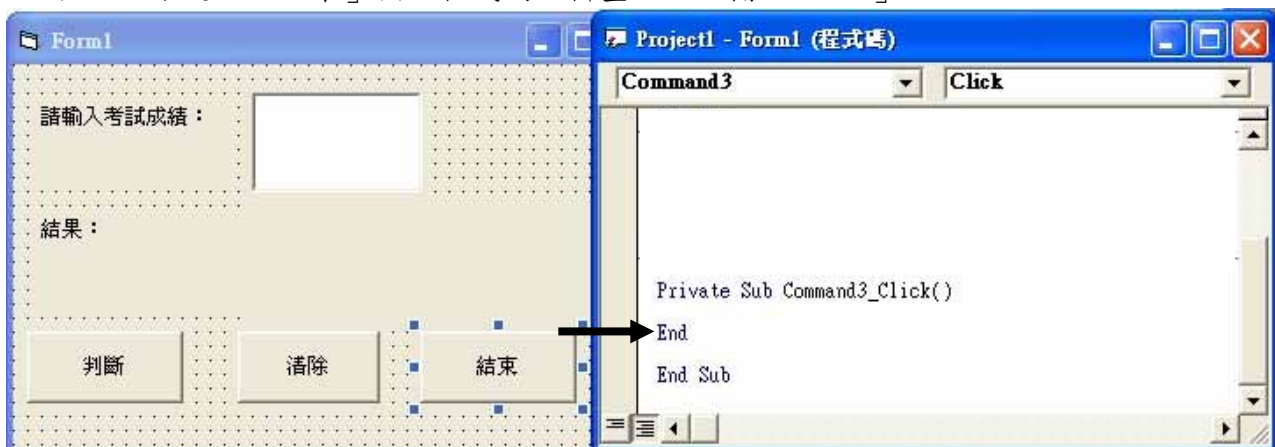 Form1
請輸入考試成績：
結果：
判斷
清除
結束
Project1 - Form1 (程式碼)
Command3
Click
Private Sub Command3_Click()
End
End Sub